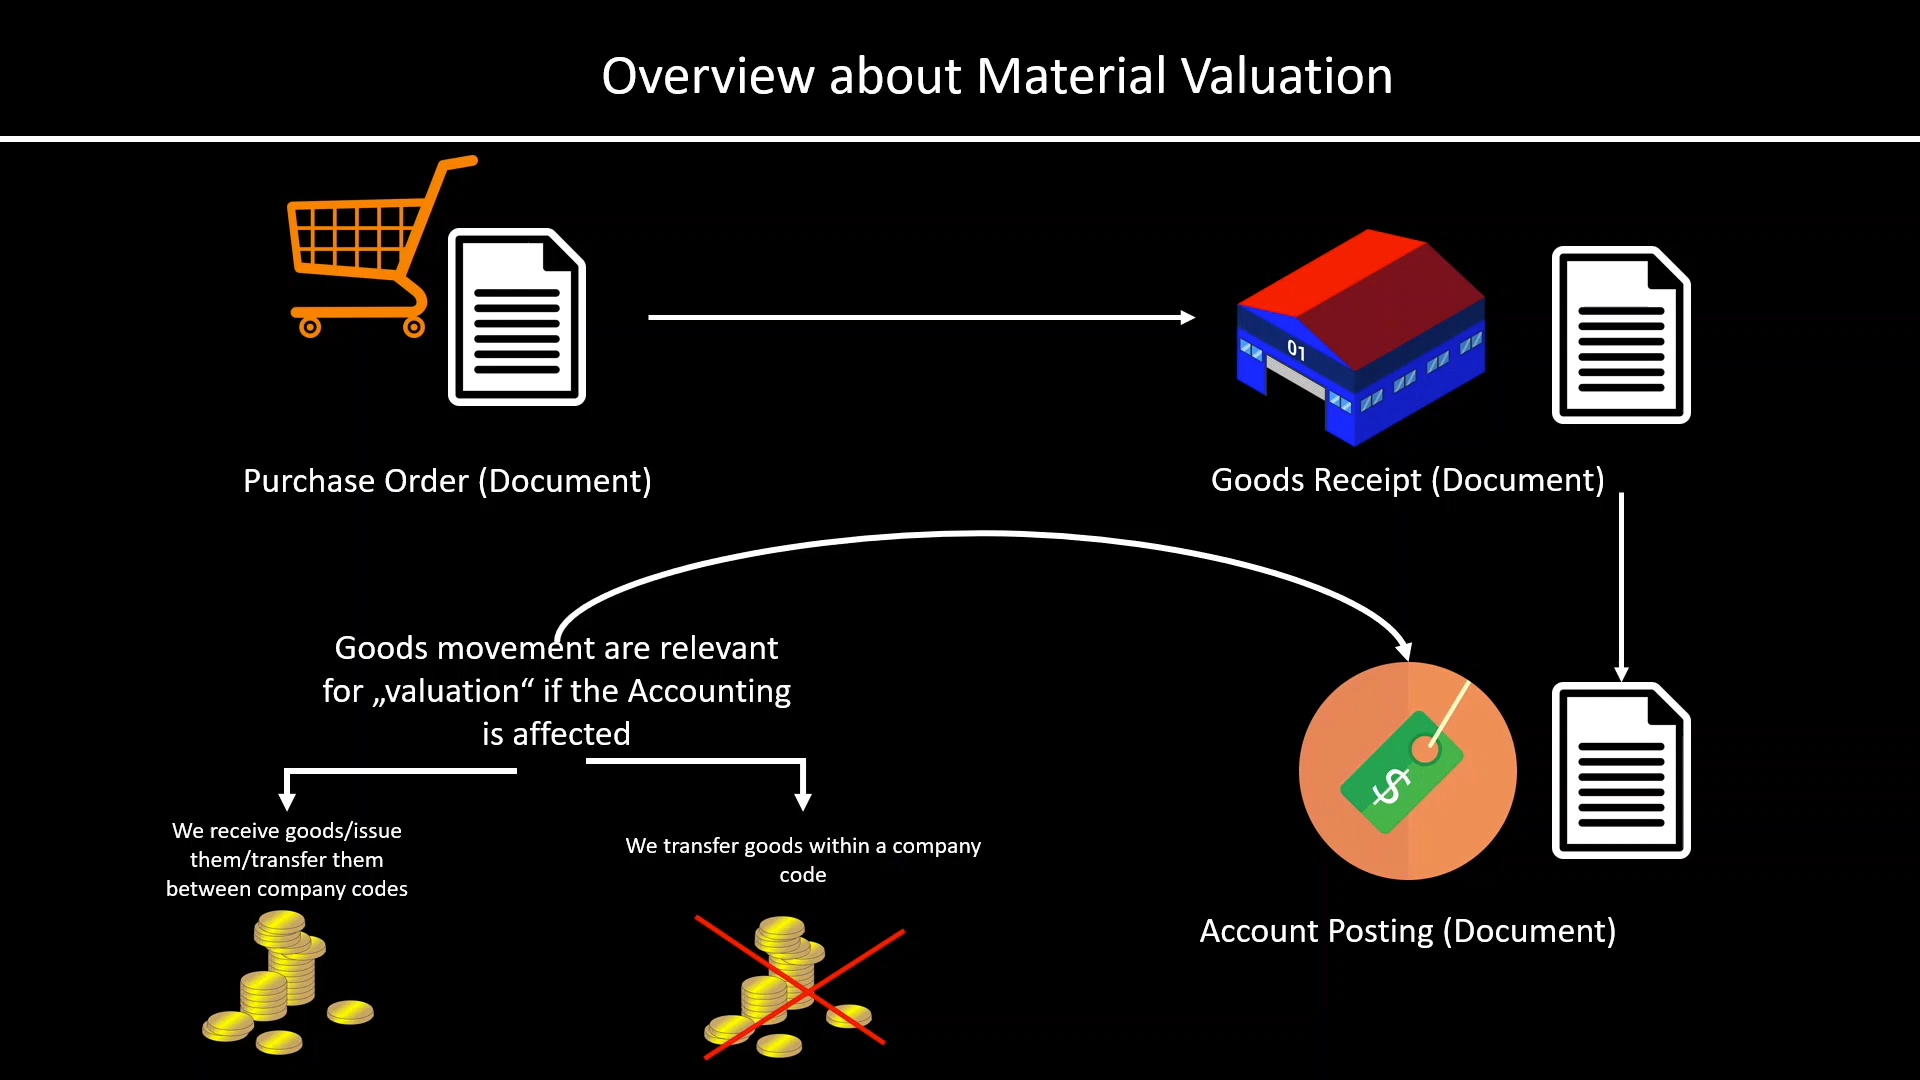 Overview about Material Valuation
01
Purchase Order (Document)
Goods Receipt (Document)
Goods movement are relevant
for „valuation“ if the Accounting
is affected
$
We receive goods/issue
them/transfer them
between company codes
We transfer goods within a company
code
Account Posting (Document)